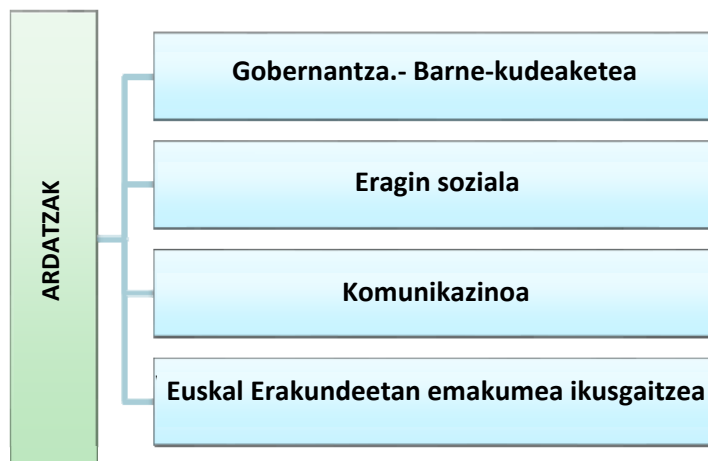 ARDATZAK
Gobernantza.- Barne-kudeaketea
Eragin soziala
Komunikazinoa
Euskal Erakundeetan emakumea ikusgaitzea